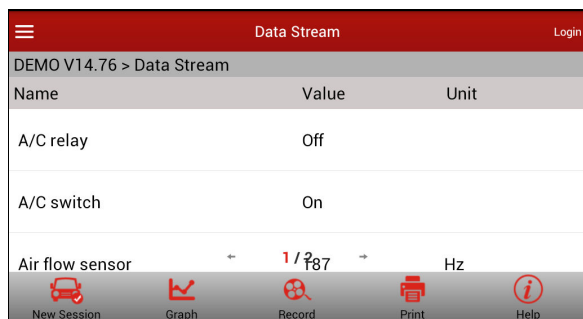 Data Stream Login
DEMO V14.76 > Data Stream
Name Value Unit
A/C relay Off
A/C switch On
Air flow sensor 187 Hz
← 1 / 2 →
New Session Graph Record Print Help